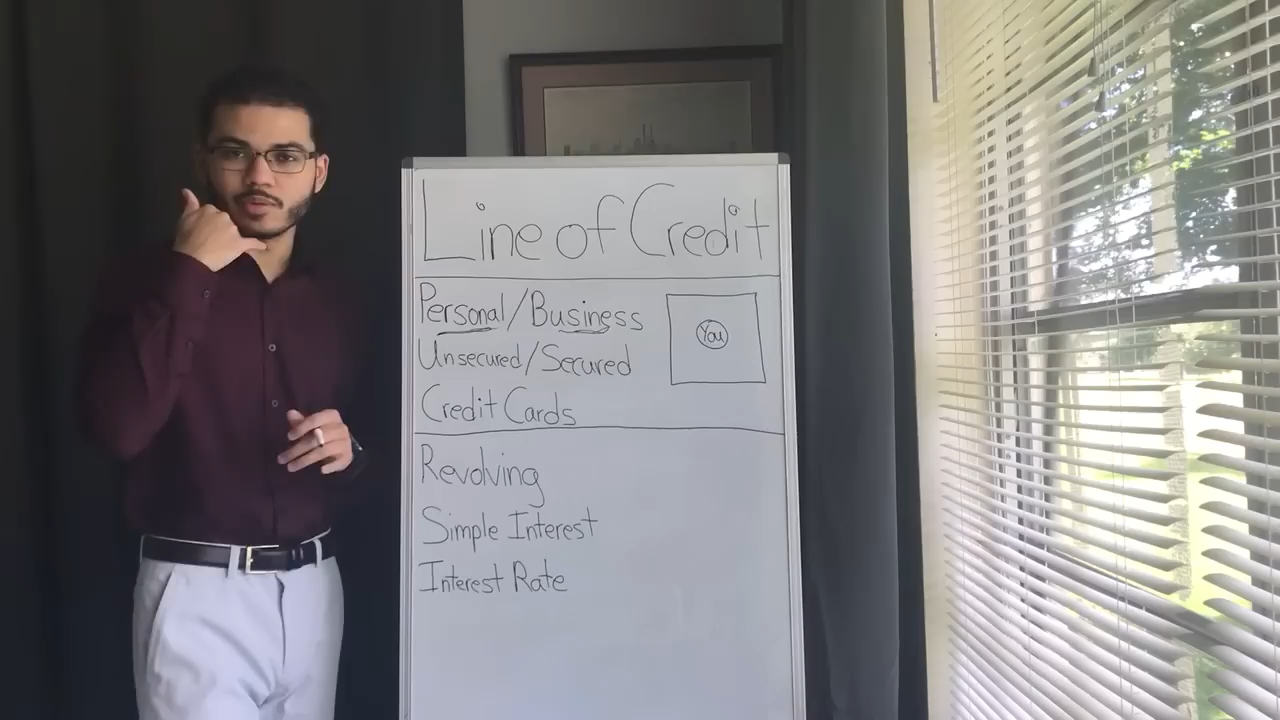 Line of Credit
Personal/Business
You
Unsecured/Secured
Credit Cards
Revolving
Simple Interest
Interest Rate